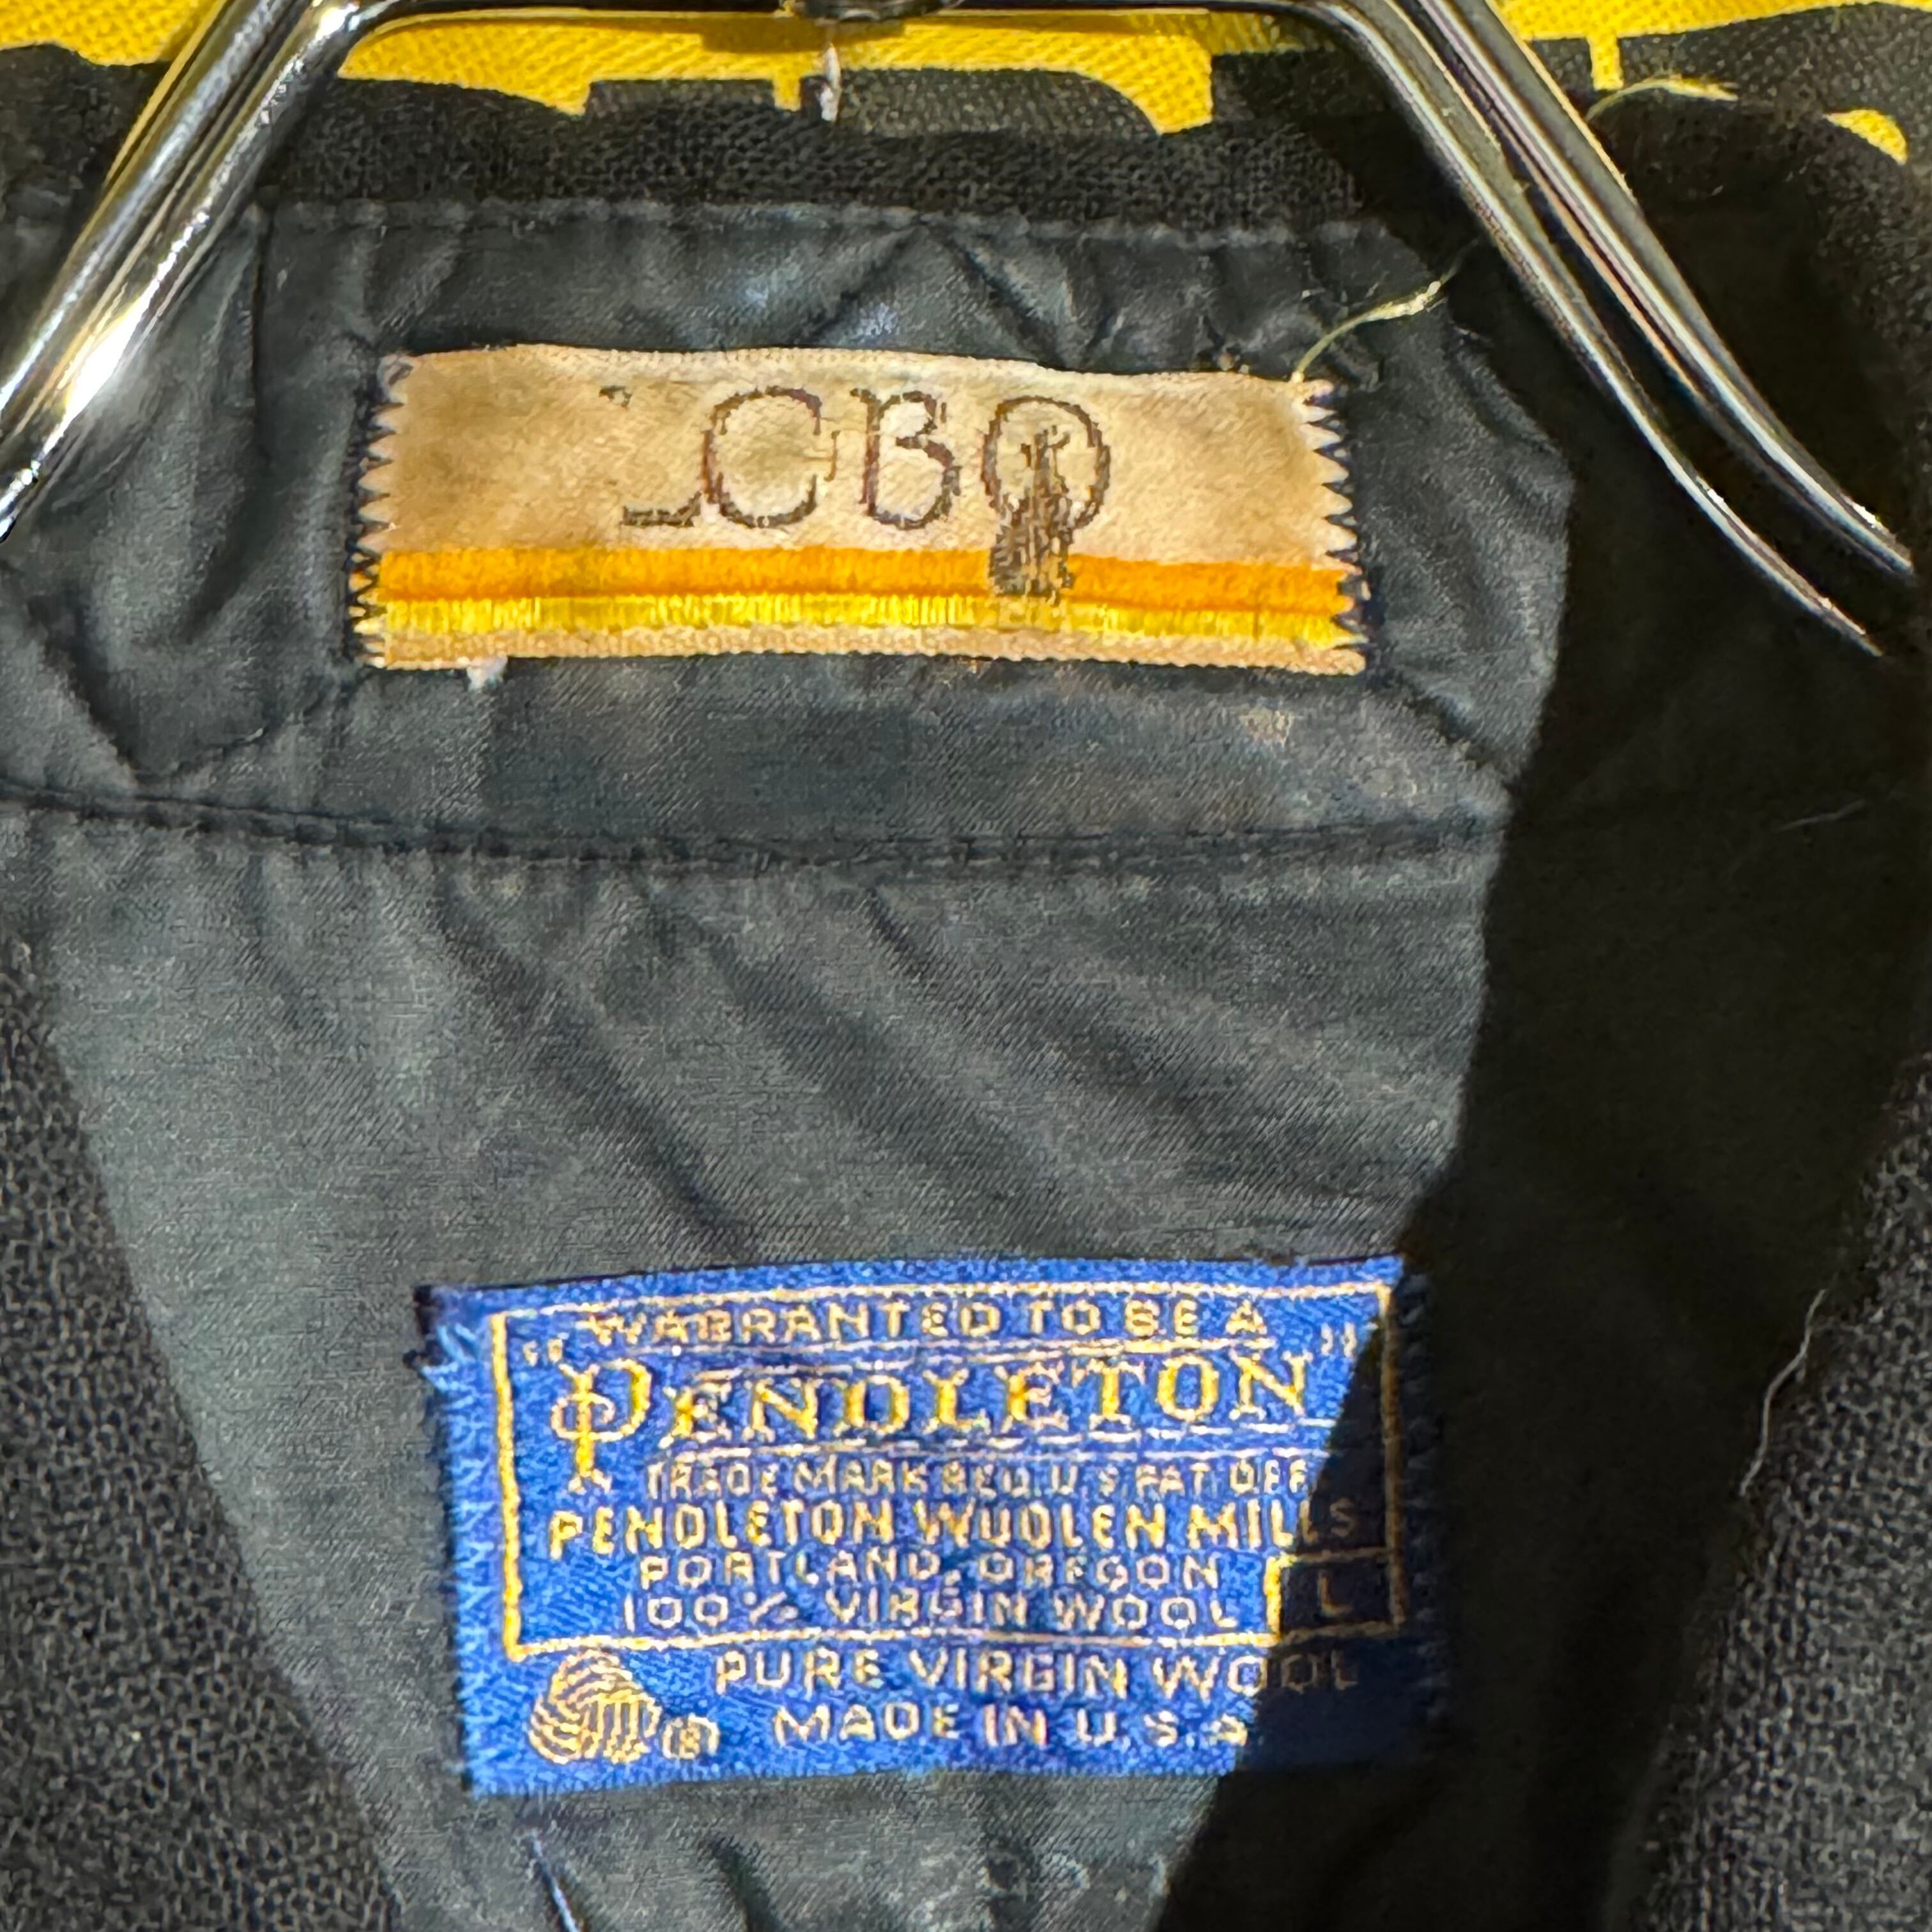 LOBO
"WARRANTED TO BE A
PENDLETON"
TRADE MARK REG. U.S. PAT. OFF.
PENDLETON WOOLEN MILLS
PORTLAND, OREGON
100% VIRGIN WOOL L
PURE VIRGIN WOOL
® MADE IN U.S.A